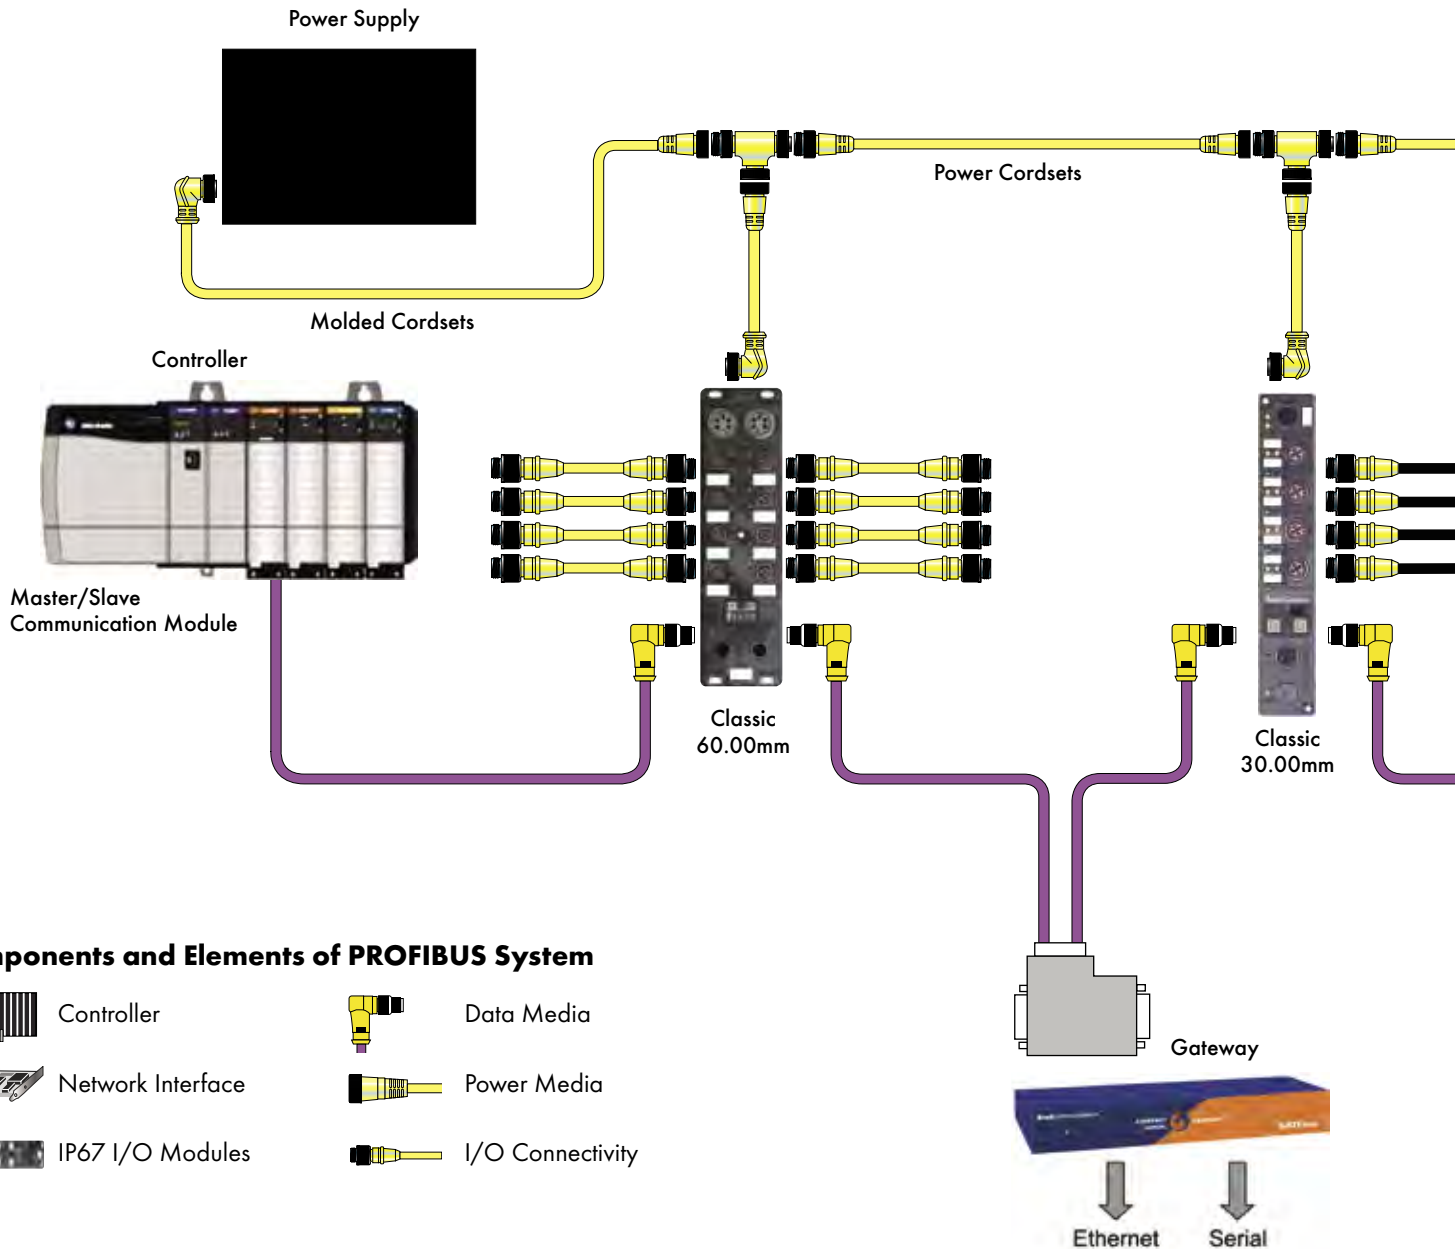 Power Supply
Power Cordsets
Molded Cordsets
Controller
Master/Slave
Communication Module
Classic
60.00mm
Classic
30.00mm
Components and Elements of PROFIBUS System
Controller
Data Media
Network Interface
Power Media
IP67 I/O Modules
I/O Connectivity
Gateway
Ethernet
Serial